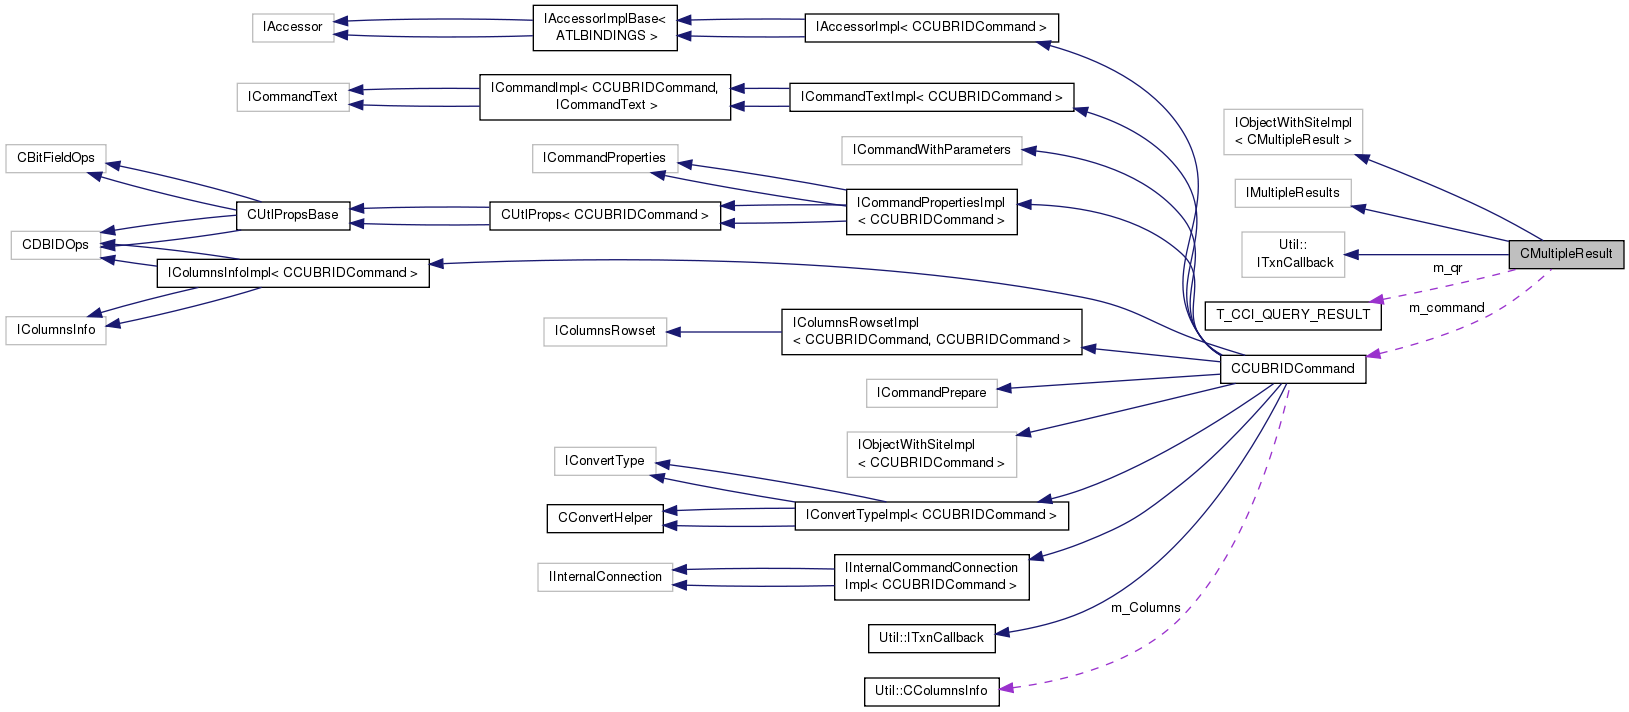 IAccessor
IAccessorImplBase<
ATLBINDINGS >
IAccessorImpl< CCUBRIDCommand >
ICommandText
ICommandImpl< CCUBRIDCommand,
ICommandText >
ICommandTextImpl< CCUBRIDCommand >
IObjectWithSiteImpl
< CMultipleResult >
CBitFieldOps
ICommandProperties
ICommandWithParameters
IMultipleResults
CUtlPropsBase
CUtlProps< CCUBRIDCommand >
ICommandPropertiesImpl
< CCUBRIDCommand >
CDBIDOps
Util::
ITxnCallback
CMultipleResult
IColumnsInfoImpl< CCUBRIDCommand >
m_qr
IColumnsInfo
IColumnsRowset
IColumnsRowsetImpl
< CCUBRIDCommand, CCUBRIDCommand >
T_CCI_QUERY_RESULT
m_command
CCUBRIDCommand
ICommandPrepare
IObjectWithSiteImpl
< CCUBRIDCommand >
IConvertType
CConvertHelper
IConvertTypeImpl< CCUBRIDCommand >
IInternalConnection
IInternalCommandConnection
Impl< CCUBRIDCommand >
m_Columns
Util::ITxnCallback
Util::CColumnsInfo